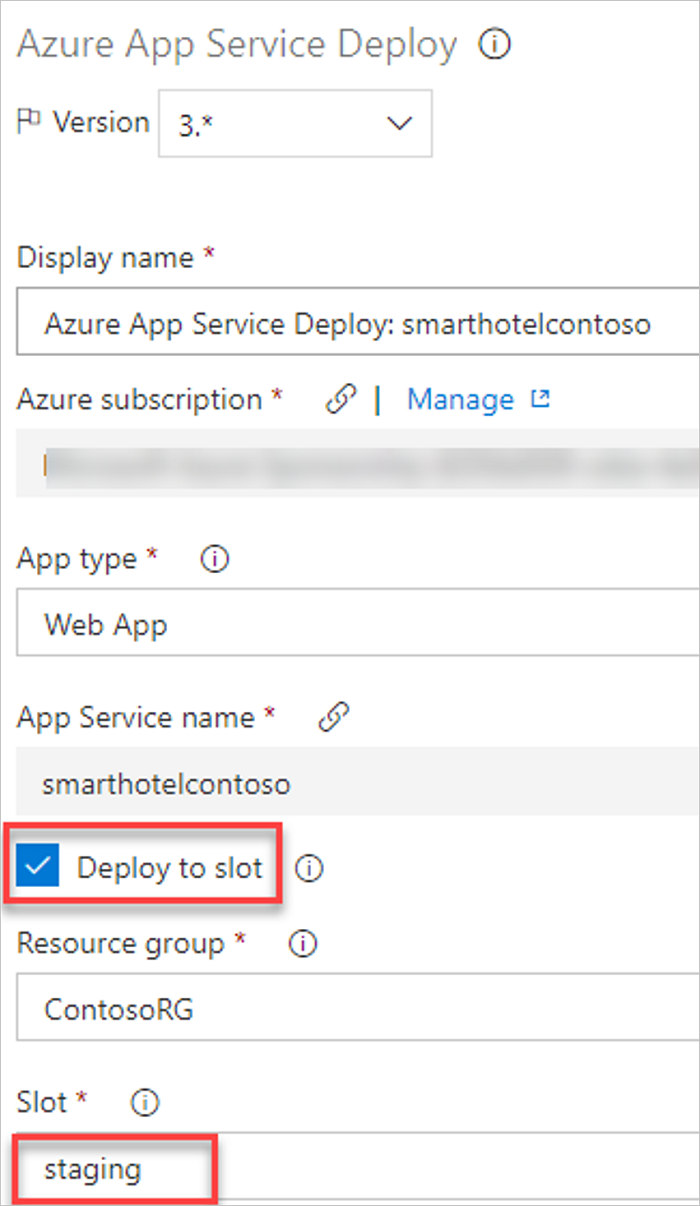 Azure App Service Deploy
Version 3.*
Display name *
Azure App Service Deploy: smarthotelcontoso
Azure subscription * | Manage
App type *
Web App
App Service name *
smarthotelcontoso
Deploy to slot
Resource group *
ContosoRG
Slot *
staging